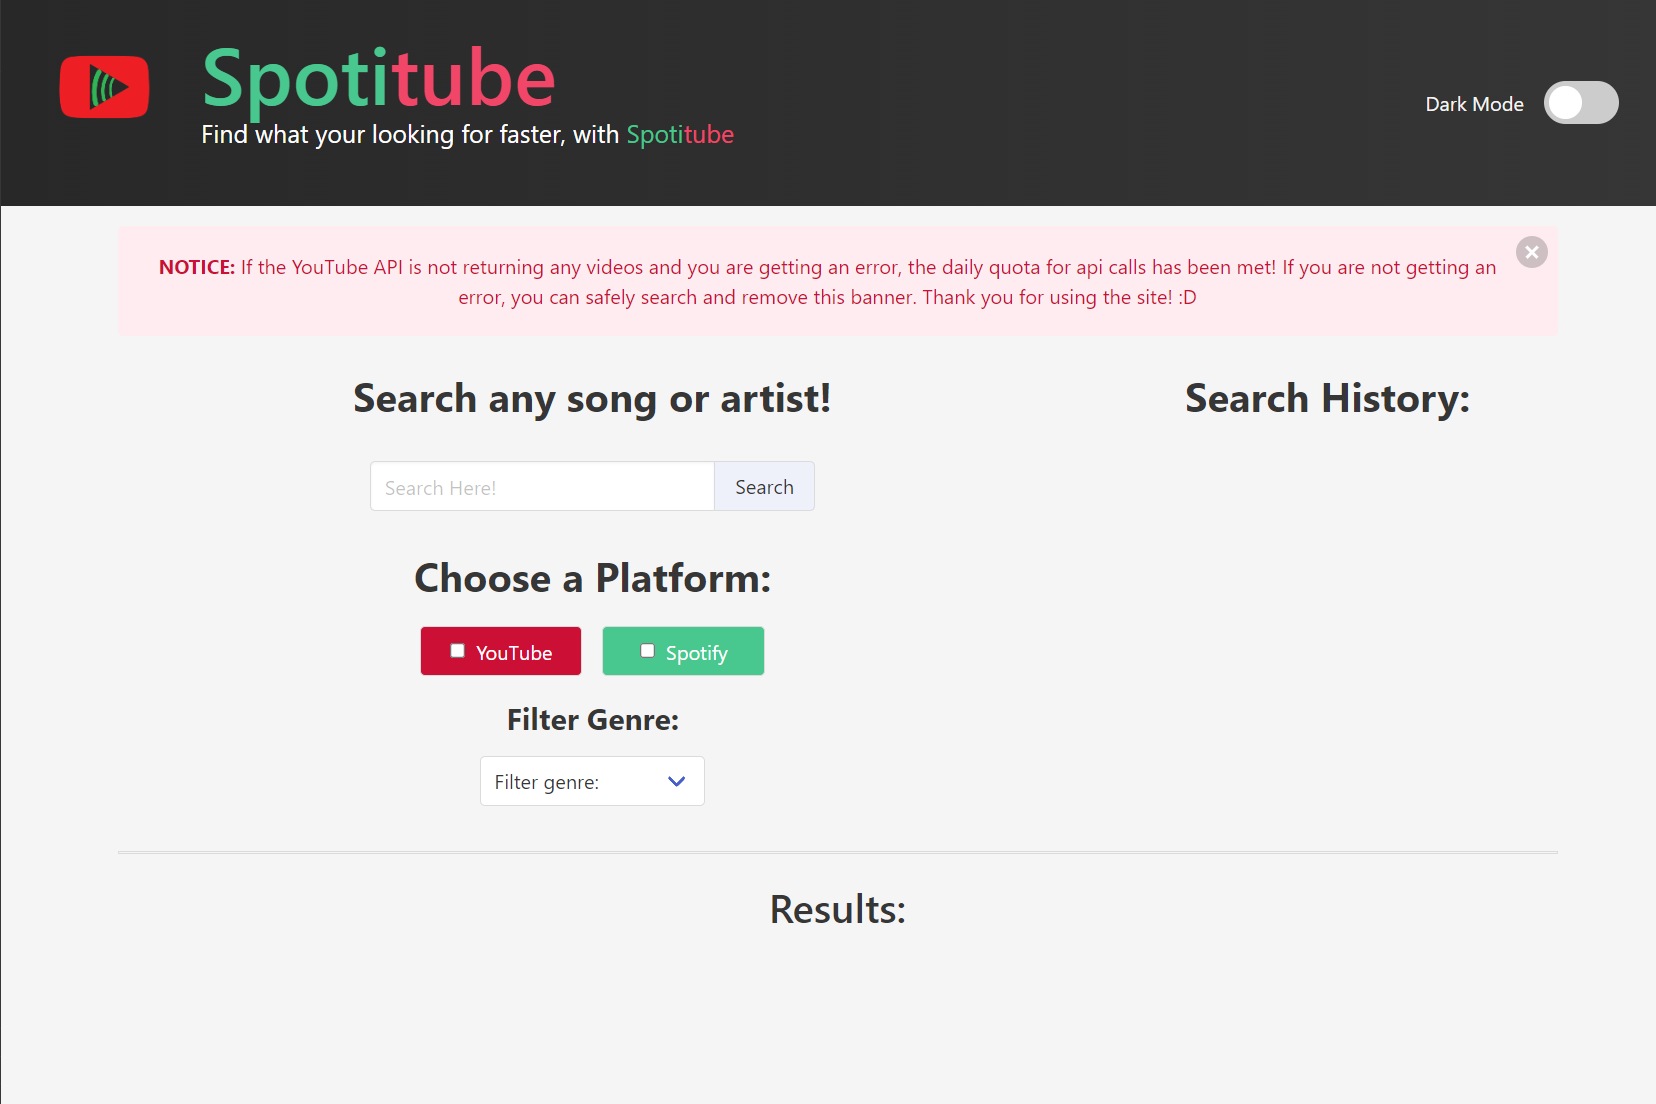 Spotitube
Find what your looking for faster, with Spotitube
Dark Mode
NOTICE: If the YouTube API is not returning any videos and you are getting an error, the daily quota for api calls has been met! If you are not getting an
error, you can safely search and remove this banner. Thank you for using the site! :D
Search any song or artist!
Search History:
Search Here!
Search
Choose a Platform:
YouTube
Spotify
Filter Genre:
Filter genre:
Results: